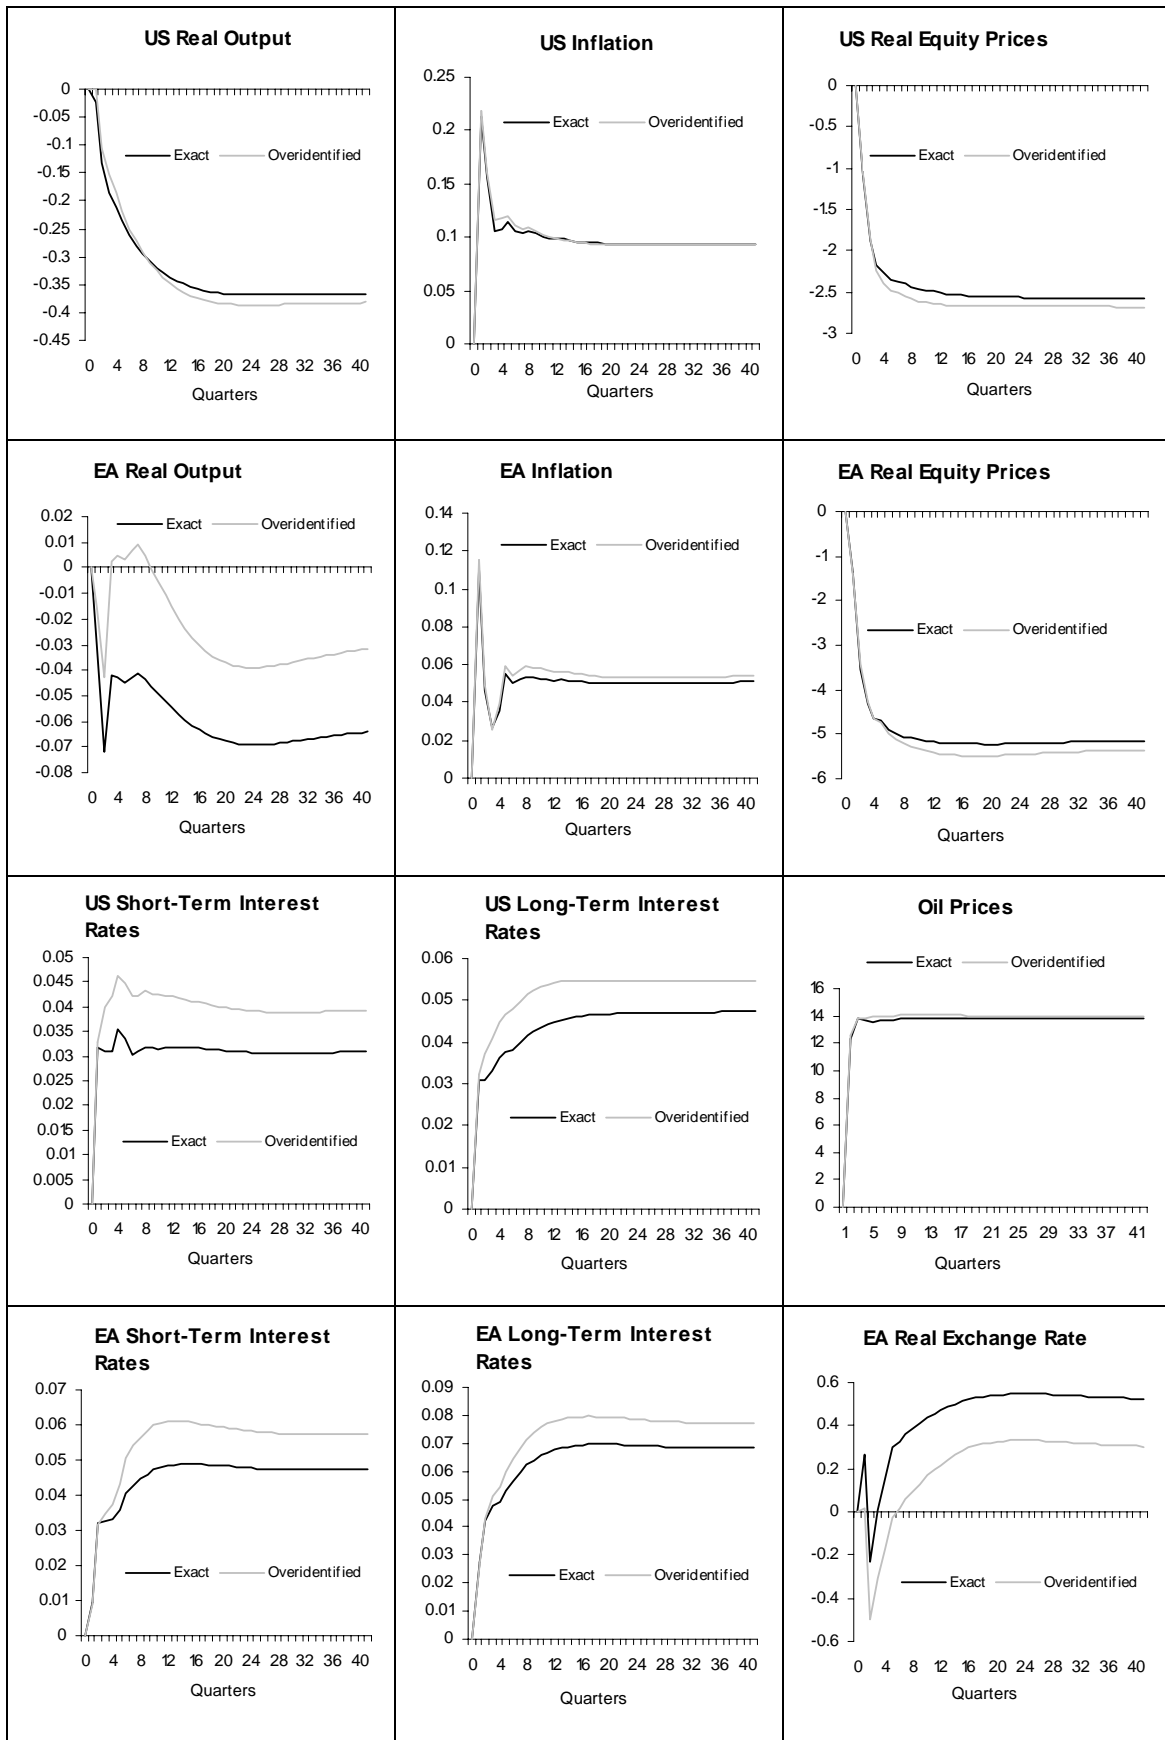 US Real Output
0
-0.05
-0.1
-0.15
-0.2
-0.25
-0.3
-0.35
-0.4
-0.45
Exact Overidentified
0 4 8 12 16 20 24 28 32 36 40
Quarters
US Inflation
0.25
0.2
0.15
0.1
0.05
0
Exact Overidentified
0 4 8 12 16 20 24 28 32 36 40
Quarters
US Real Equity Prices
0
-0.5
-1
-1.5
-2
-2.5
-3
Exact Overidentified
0 4 8 12 16 20 24 28 32 36 40
Quarters
EA Real Output
0.02
0.01
0
-0.01
-0.02
-0.03
-0.04
-0.05
-0.06
-0.07
-0.08
Exact Overidentified
0 4 8 12 16 20 24 28 32 36 40
Quarters
EA Inflation
0.14
0.12
0.1
0.08
0.06
0.04
0.02
0
Exact Overidentified
0 4 8 12 16 20 24 28 32 36 40
Quarters
EA Real Equity Prices
0
-1
-2
-3
-4
-5
-6
Exact Overidentified
0 4 8 12 16 20 24 28 32 36 40
Quarters
US Short-Term Interest
Rates
0.05
0.045
0.04
0.035
0.03
0.025
0.02
0.015
0.01
0.005
0
Exact Overidentified
0 4 8 12 16 20 24 28 32 36 40
Quarters
US Long-Term Interest
Rates
0.06
0.05
0.04
0.03
0.02
0.01
0
Exact Overidentified
0 4 8 12 16 20 24 28 32 36 40
Quarters
Oil Prices
Exact Overidentified
16
14
12
10
8
6
4
2
0
1 5 9 13 17 21 25 29 33 37 41
Quarters
EA Short-Term Interest
Rates
0.07
0.06
0.05
0.04
0.03
0.02
0.01
0
Exact Overidentified
0 4 8 12 16 20 24 28 32 36 40
Quarters
EA Long-Term Interest
Rates
0.09
0.08
0.07
0.06
0.05
0.04
0.03
0.02
0.01
0
Exact Overidentified
0 4 8 12 16 20 24 28 32 36 40
Quarters
EA Real Exchange Rate
0.6
0.4
0.2
0
-0.2
-0.4
-0.6
Exact Overidentified
0 4 8 12 16 20 24 28 32 36 40
Quarters